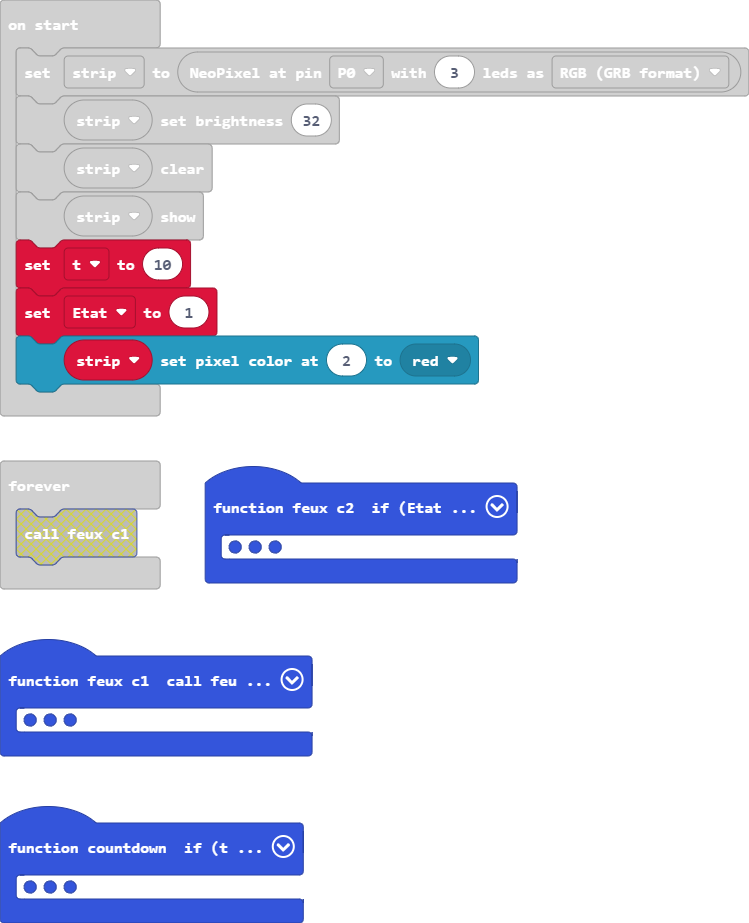 on start
set strip to NeoPixel at pin P0 with 3 leds as RGB (GRB format)
strip set brightness 32
strip clear
strip show
set t to 10
set Etat to 1
strip set pixel color at 2 to red
forever
call feux c1
function feux c2 if (Etat ...
function feux c1 call feu ...
function countdown if (t ...